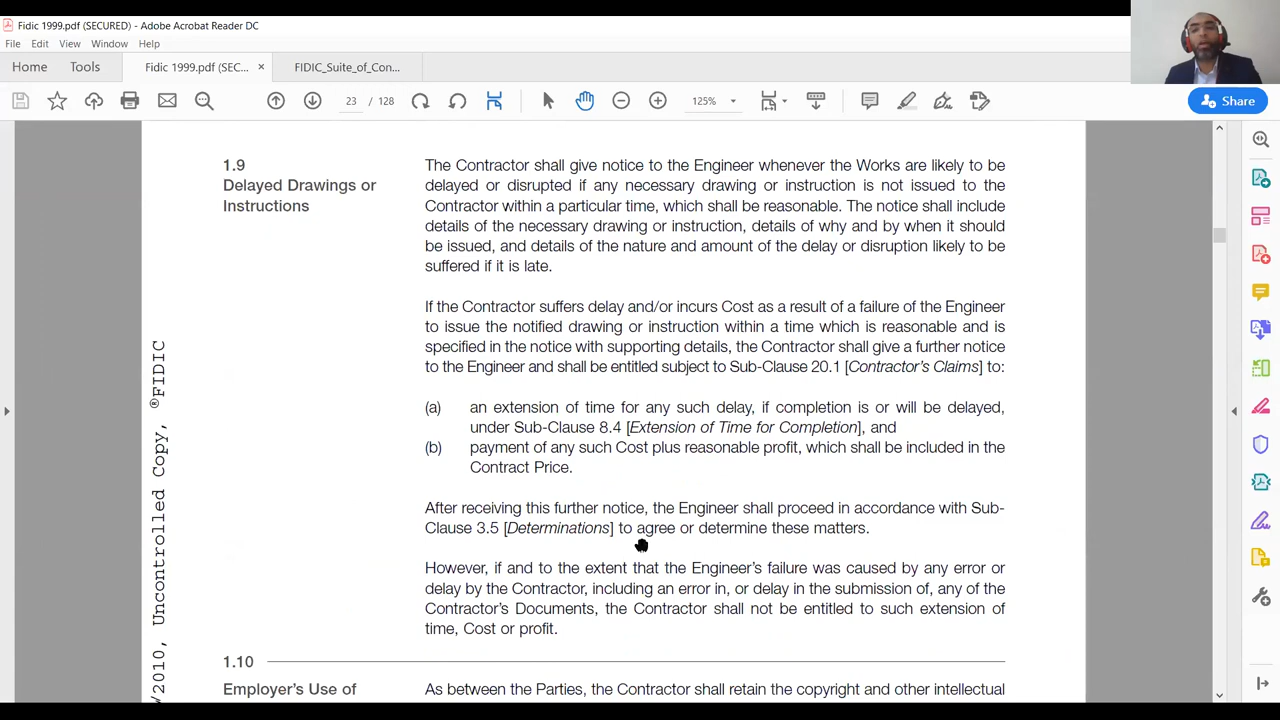 Fidic 1999.pdf (SECURED) - Adobe Acrobat Reader DC
File Edit View Window Help
Home Tools Fidic 1999.pdf (SEC... × FIDIC_Suite_of_Con...
23 / 128 125% Share
1.9
Delayed Drawings or
Instructions
The Contractor shall give notice to the Engineer whenever the Works are likely to be
delayed or disrupted if any necessary drawing or instruction is not issued to the
Contractor within a particular time, which shall be reasonable. The notice shall include
details of the necessary drawing or instruction, details of why and by when it should
be issued, and details of the nature and amount of the delay or disruption likely to be
suffered if it is late.
If the Contractor suffers delay and/or incurs Cost as a result of a failure of the Engineer
to issue the notified drawing or instruction within a time which is reasonable and is
specified in the notice with supporting details, the Contractor shall give a further notice
to the Engineer and shall be entitled subject to Sub-Clause 20.1 [Contractor's Claims] to:
(a) an extension of time for any such delay, if completion is or will be delayed,
under Sub-Clause 8.4 [Extension of Time for Completion], and
(b) payment of any such Cost plus reasonable profit, which shall be included in the
Contract Price.
After receiving this further notice, the Engineer shall proceed in accordance with Sub-
Clause 3.5 [Determinations] to agree or determine these matters.
However, if and to the extent that the Engineer's failure was caused by any error or
delay by the Contractor, including an error in, or delay in the submission of, any of the
Contractor's Documents, the Contractor shall not be entitled to such extension of
time, Cost or profit.
1.10
Employer's Use of
As between the Parties, the Contractor shall retain the copyright and other intellectual
/2010, Uncontrolled Copy, ®FIDIC